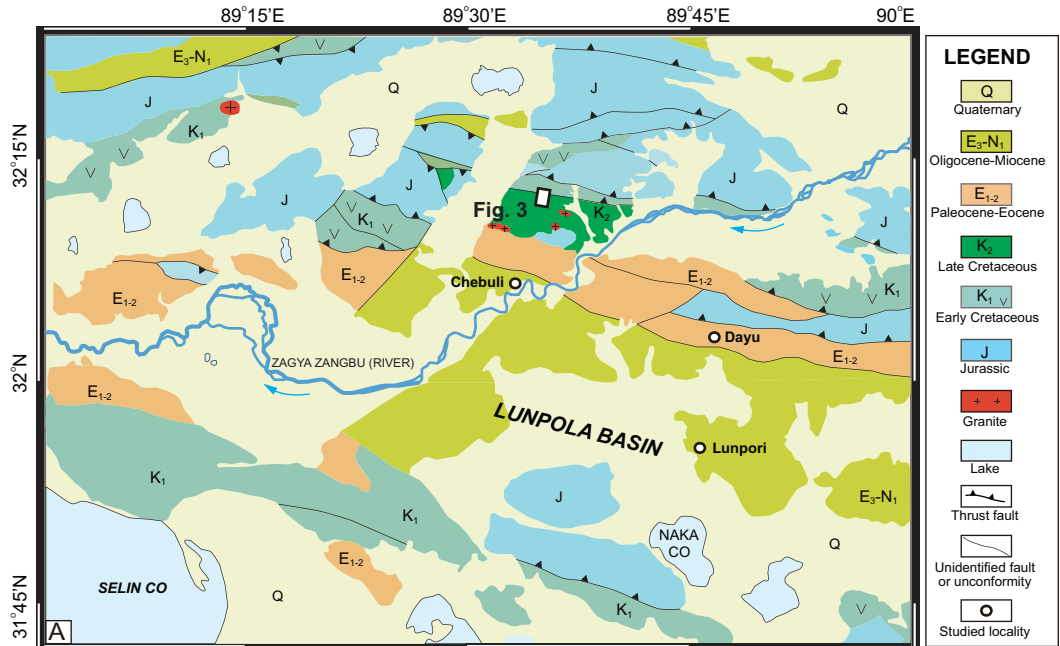 89°15'E 89°30'E 89°45'E 90°E
32°15'N
32°N
31°45'N
E3-N1
J
K1
V
V
V
Q
J
Q
J
J
K1
V
V
V V
J
Fig. 3
K2
J
E1-2
E1-2
Chebuli
E1-2
K1
V
V
V
J
Dayu
E1-2
ZAGYA ZANGBU (RIVER)
E1-2
LUNPOLA BASIN
Lunpori
K1
K1
J
E3-N1
NAKA
CO
Q
E1-2
SELIN CO
Q
K1
V
A
LEGEND
Q
Quaternary
E3-N1
Oligocene-Miocene
E1-2
Paleocene-Eocene
K2
Late Cretaceous
K1 V
Early Cretaceous
J
Jurassic
Granite
Lake
Thrust fault
Unidentified fault
or unconformity
Studied locality